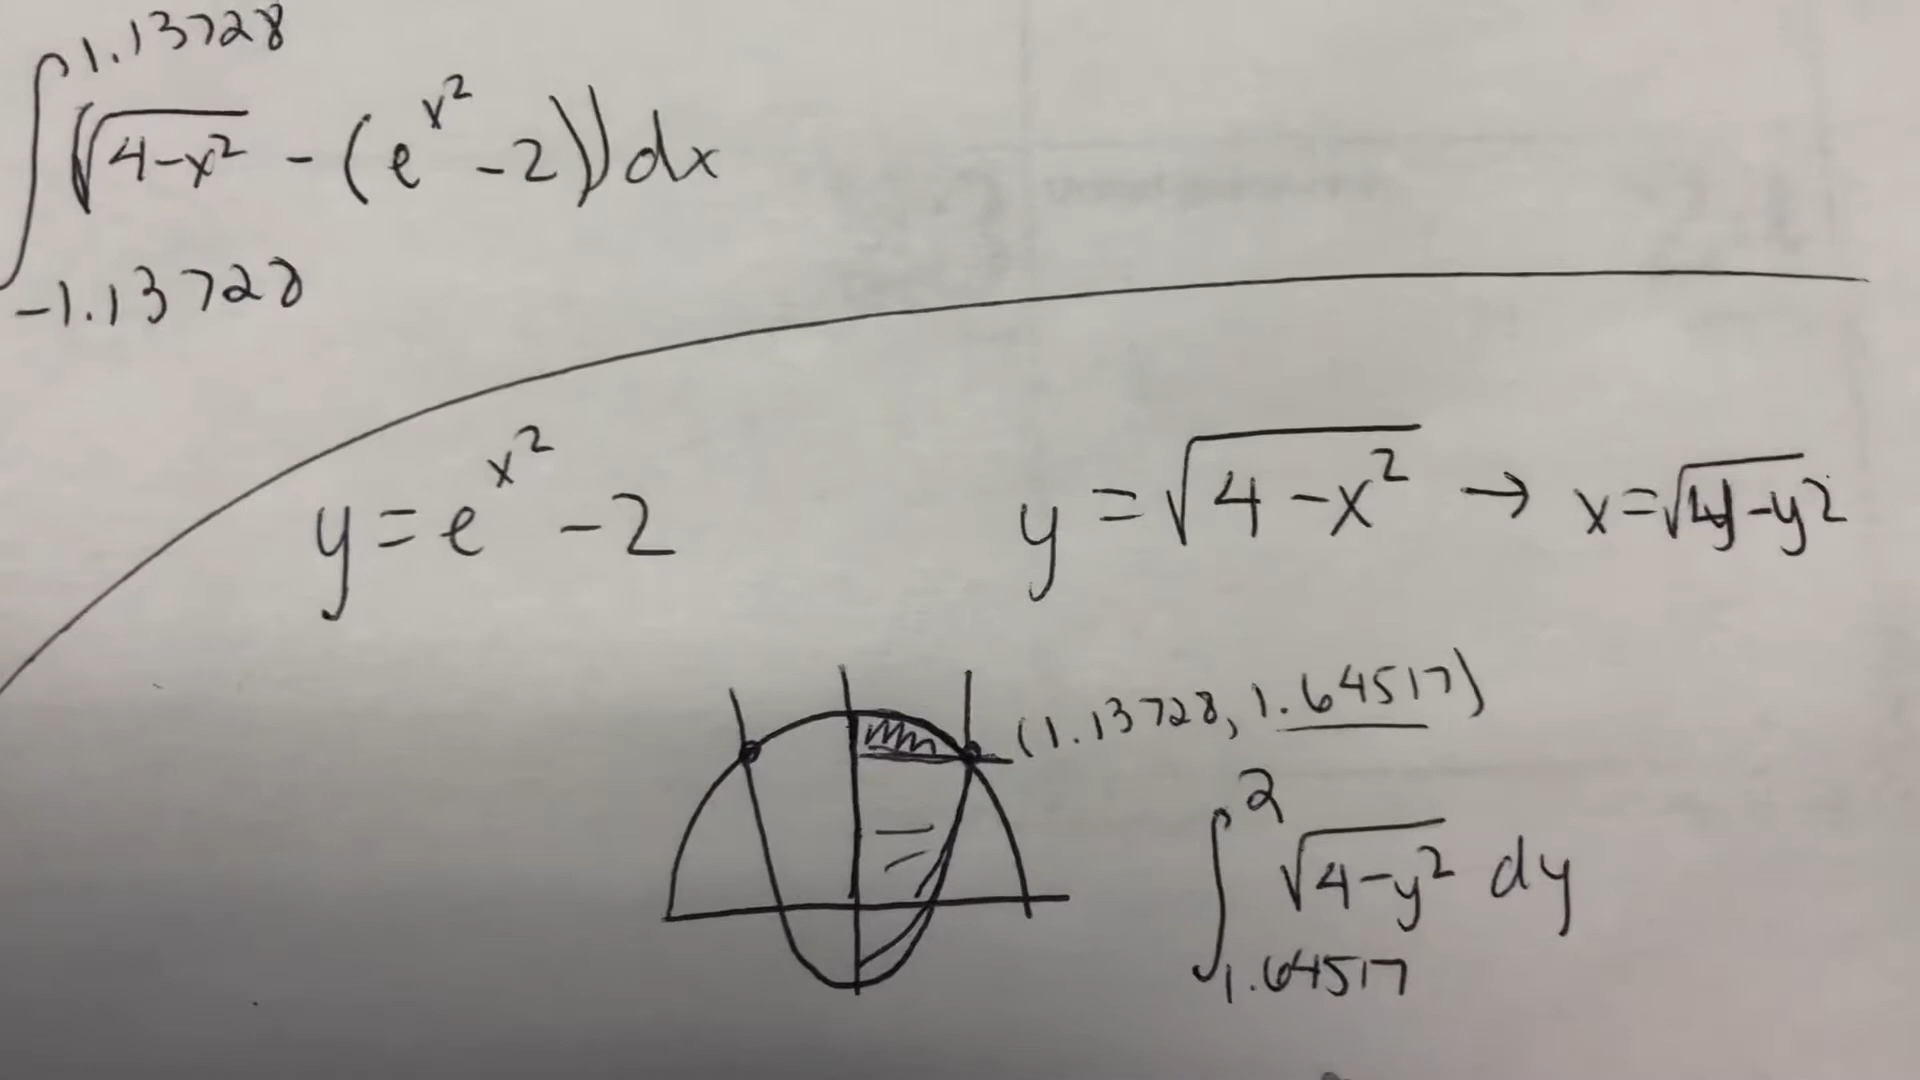 ∫_{-1.13728}^{1.13728} (√(4-x²) - (e^{x²} - 2)) dx
y = e^{x²} - 2
y = √(4-x²) → x = √(4-y²)
(1.13728, 1.64517)
∫_{1.64517}^{2} √(4-y²) dy